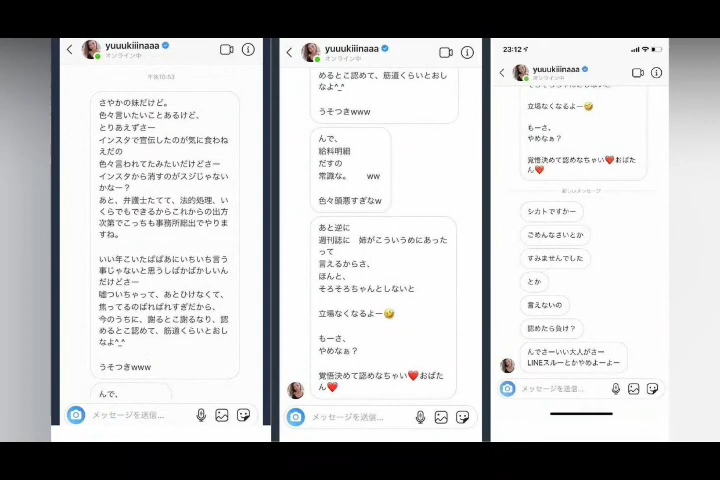 yuuukiiinaaa
オンライン中
午後10:53
さやかの妹だけど。
色々言いたいことあるけど、
とりあえずさー
インスタで宣伝したのが気に食わね
えだの
色々言われてたみたいだけどさー
インスタから消すのがスジじゃない
かなー？
あと、弁護士たてて、法的処理、い
くらでもできるからこれからの出方
次第でこっちも事務所総出でやりま
すね。
いい年こいたばばあにいちいち言う
事じゃないと思うしばかばかしいん
だけどさー
嘘ついちゃって、あとひけなくて、
焦ってるのばればれすぎだから、
今のうちに、謝るとこ謝るなり、認
めるとこ認めて、筋道くらいとおし
なよ^_^
うそつきwww
んで、
メッセージを送信...
yuuukiiinaaa
オンライン中
めるとこ認めて、筋道くらいとおし
なよ^_^
うそつきwww
んで、
給料明細
だすの
常識な。 ww
色々頭悪すぎなw
あと逆に
週刊誌に 姉がこういうめにあった
って
言えるからさ、
ほんと、
そろそろちゃんとしないと
立場なくなるよー🤣
もーさ、
やめなぁ？
覚悟決めて認めなちゃい❤️おばた
ん❤️
メッセージを送信...
23:12
yuuukiiinaaa
オンライン中
立場なくなるよー🤣
もーさ、
やめなぁ？
覚悟決めて認めなちゃい❤️おばた
ん❤️
新しいメッセージ
シカトですかー
ごめんなさいとか
すみませんでした
とか
言えないの
認めたら負け？
んでさーいい大人がさー
LINEスルーとかやめよーよー
メッセージを送信...